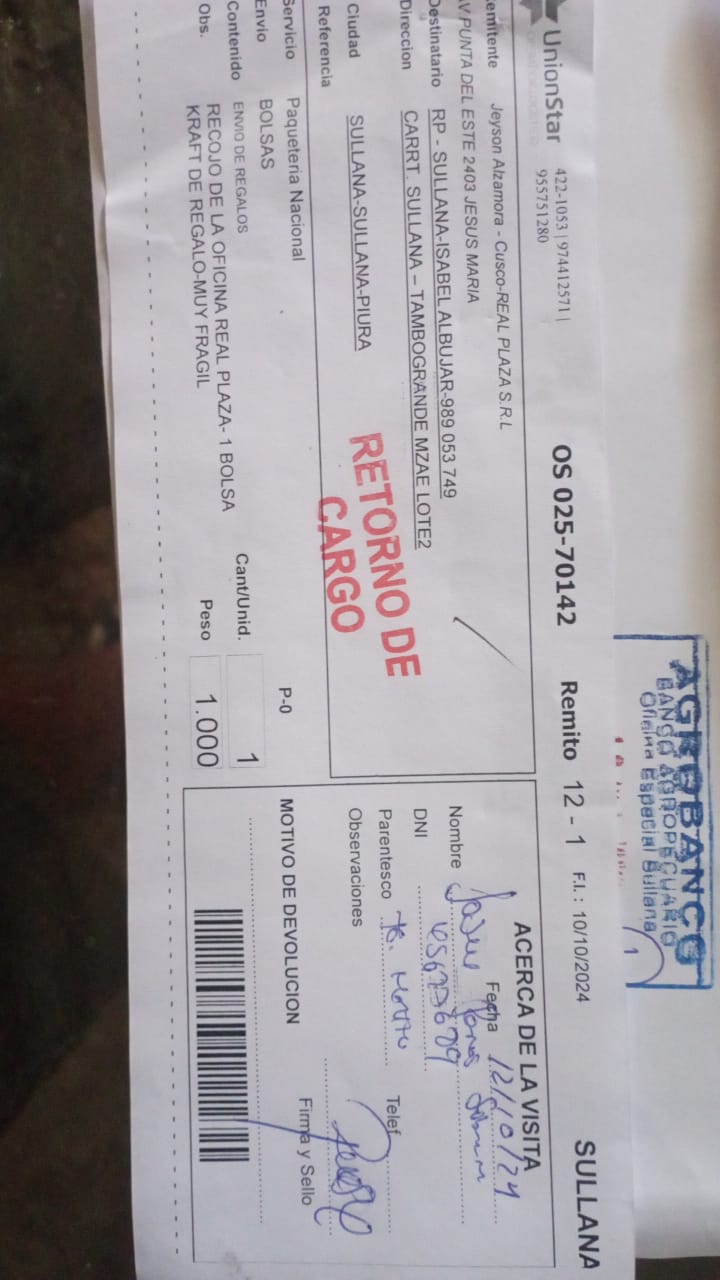 UnionStar
422-1053 | 974412571 |
955751280
OS 025-70142
Remito 12 - 1 F.I.: 10/10/2024
SULLANA
emitente Jeyson Alzamora - Cusco-REAL PLAZA S.R.L
AV PUNTA DEL ESTE 2403 JESUS MARIA
Destinatario RP - SULLANA-ISABEL ALBUJAR-989 053 749
Direccion CARRT. SULLANA – TAMBOGRANDE MZAE LOTE2
Ciudad SULLANA-SULLANA-PIURA
Referencia
RETORNO DE
CARGO
Servicio Paqueteria Nacional P-0
Envio BOLSAS
Contenido ENVIO DE REGALOS Cant/Unid. 1
Obs. RECOJO DE LA OFICINA REAL PLAZA- 1 BOLSA
KRAFT DE REGALO-MUY FRAGIL
Peso 1.000
ACERCA DE LA VISITA
Fecha 12/10/24
Nombre
DNI
Parentesco
Telef
Observaciones
Firma y Sello
MOTIVO DE DEVOLUCION
AGROBANCO
BANCO AGROPECUARIO
Oficina Especial Sullana